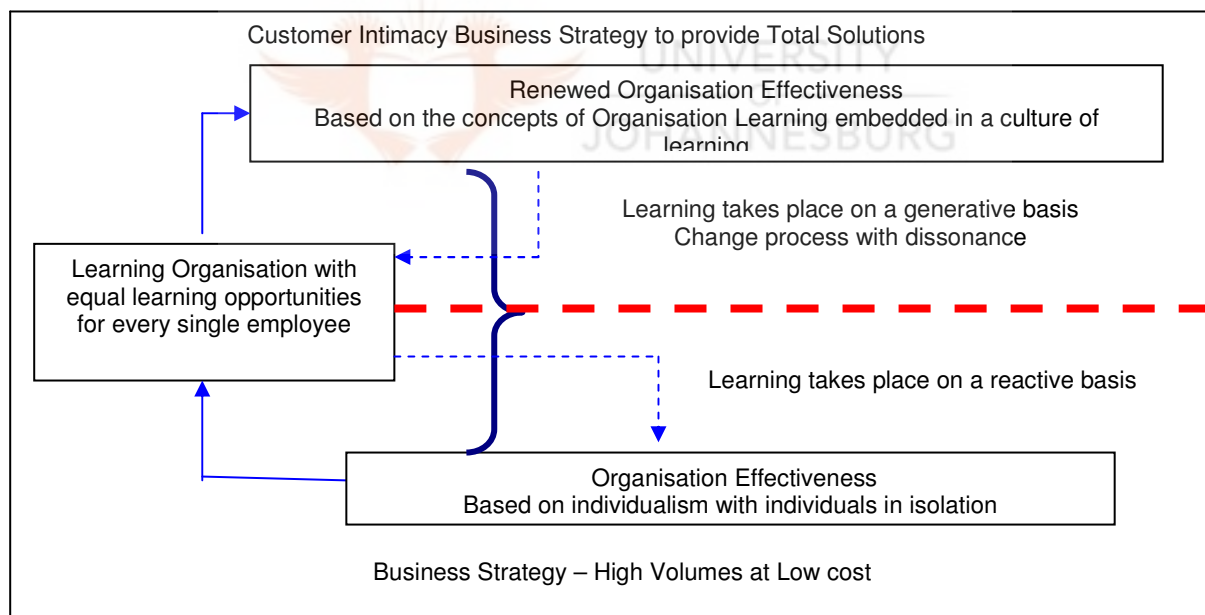 Customer Intimacy Business Strategy to provide Total Solutions
UNIVERSITY
OF
JOHANNESBURG
Renewed Organisation Effectiveness
Based on the concepts of Organisation Learning embedded in a culture of
learning
Learning takes place on a generative basis
Change process with dissonance
Learning Organisation with
equal learning opportunities
for every single employee
Learning takes place on a reactive basis
Organisation Effectiveness
Based on individualism with individuals in isolation
Business Strategy – High Volumes at Low cost